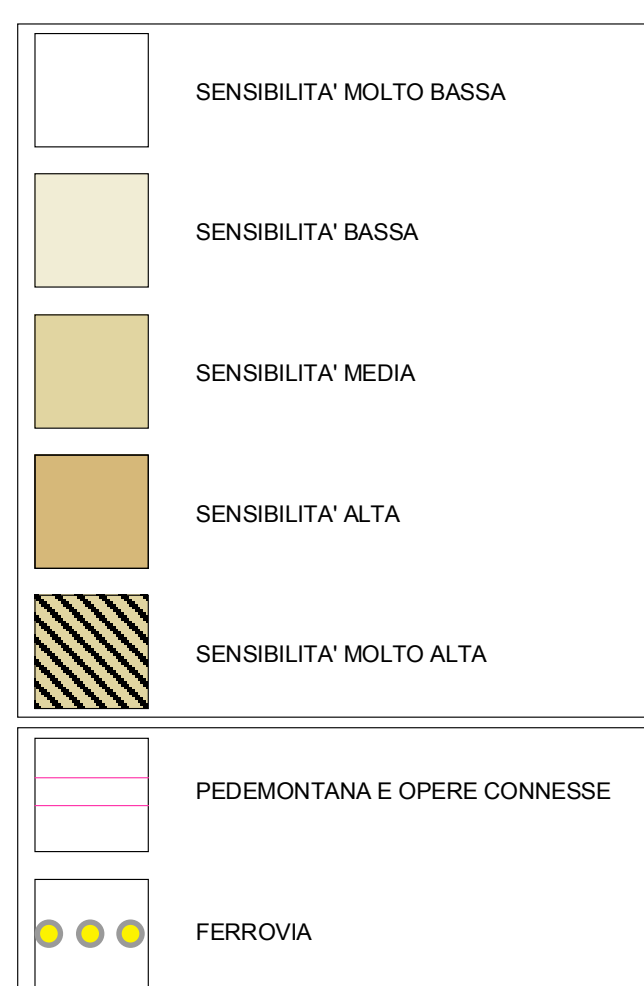 SENSIBILITA' MOLTO BASSA
SENSIBILITA' BASSA
SENSIBILITA' MEDIA
SENSIBILITA' ALTA
SENSIBILITA' MOLTO ALTA
PEDEMONTANA E OPERE CONNESSE
FERROVIA